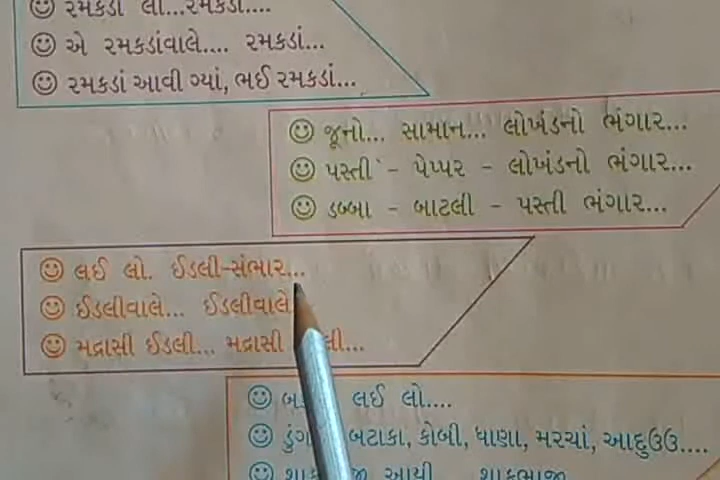 રમકડાં લો...રમકડાં....
એ રમકડાંવાલે.... રમકડાં...
રમકડાં આવી ગ્યાં, ભઈ રમકડાં...
જૂનો... સામાન... લોખંડનો ભંગાર...
પસ્તી - પેપ્પર - લોખંડનો ભંગાર...
ડબ્બા - બાટલી - પસ્તી ભંગાર...
લઈ લો. ઈડલી-સંભાર...
ઈડલીવાલે... ઈડલીવાલે
મદ્રાસી ઈડલી... મદ્રાસી
લઈ લો....
બટાકા, કોબી, ધાણા, મરચાં, આદુઉઉ....
આવી શાકભાજી